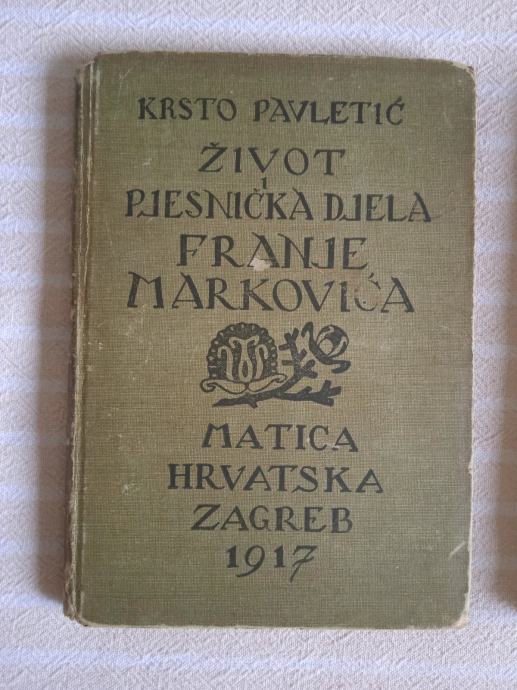 KRSTO PAVLETIĆ
ŽIVOT
I
PJESNIČKA DJELA
FRANJE
MARKOVIĆA
MATICA
HRVATSKA
ZAGREB
1917